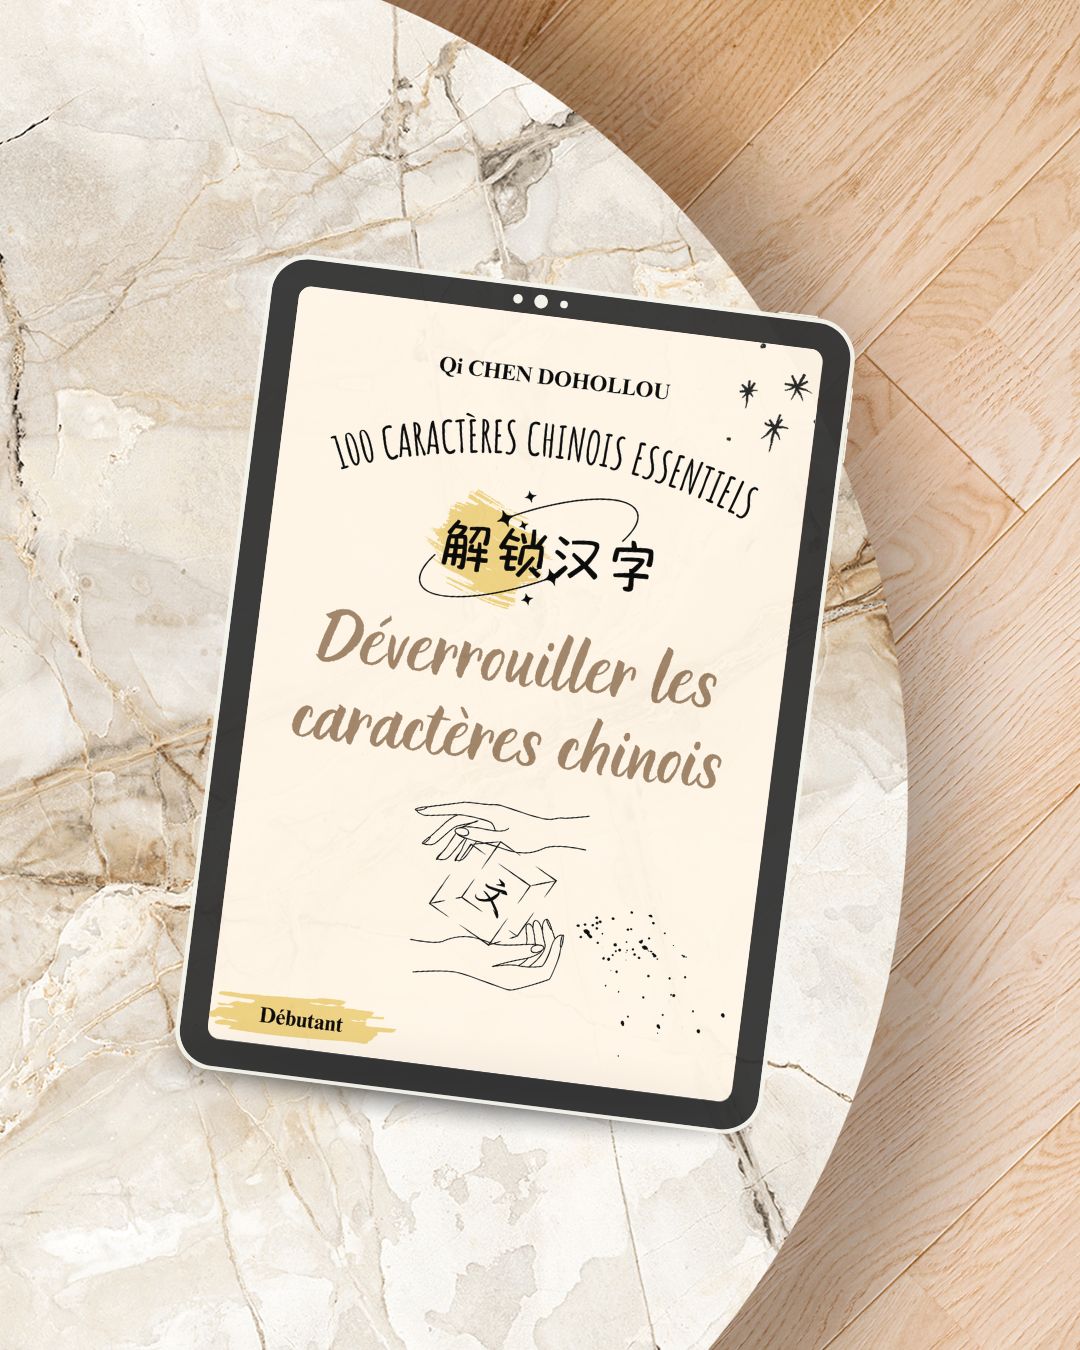 Qi CHEN DOHOLLOU
100 CARACTÈRES CHINOIS ESSENTIELS
解锁汉字
Déverrouiller les
caractères chinois
文
Débutant